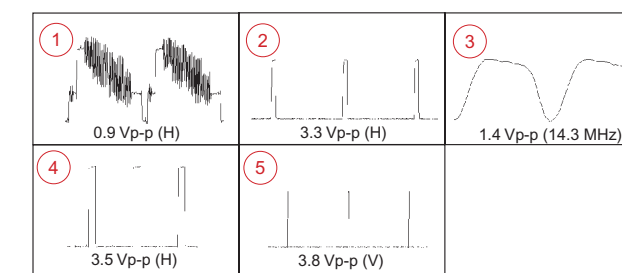 1
2
3
0.9 Vp-p (H)
3.3 Vp-p (H)
1.4 Vp-p (14.3 MHz)
4
5
3.5 Vp-p (H)
3.8 Vp-p (V)